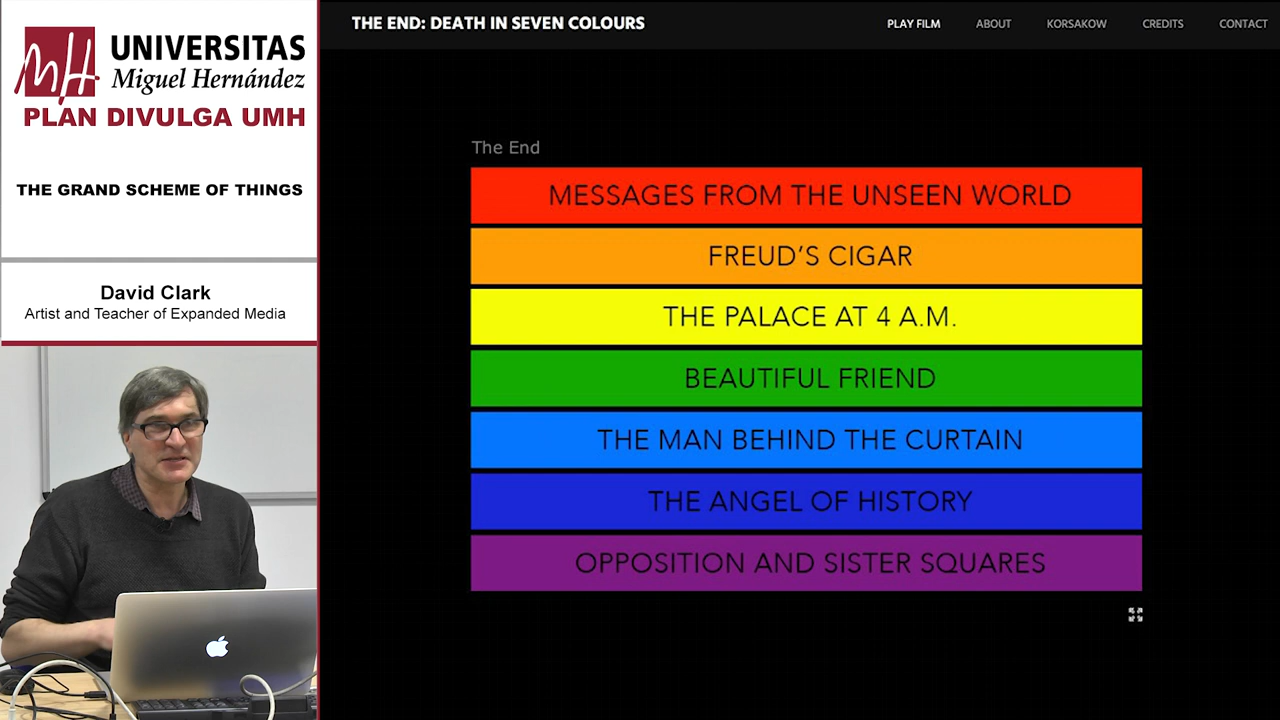 UNIVERSITAS
Miguel Hernández
PLAN DIVULGA UMH
THE GRAND SCHEME OF THINGS
David Clark
Artist and Teacher of Expanded Media
THE END: DEATH IN SEVEN COLOURS
PLAY FILM
ABOUT
KORSAKOW
CREDITS
CONTACT
The End
MESSAGES FROM THE UNSEEN WORLD
FREUD’S CIGAR
THE PALACE AT 4 A.M.
BEAUTIFUL FRIEND
THE MAN BEHIND THE CURTAIN
THE ANGEL OF HISTORY
OPPOSITION AND SISTER SQUARES